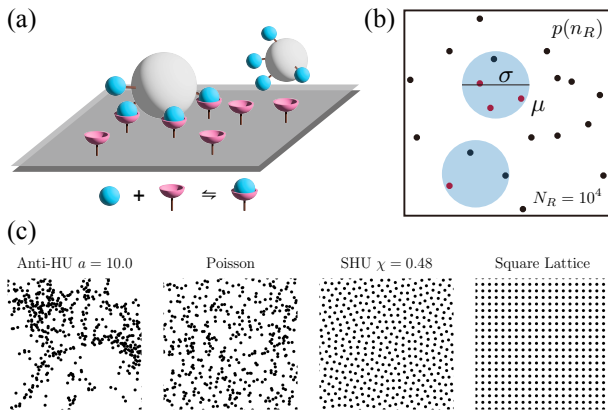 (a)
+ ⇌
(b)
p(n_R)
σ
μ
N_R = 10^4
(c)
Anti-HU a = 10.0 Poisson SHU χ = 0.48 Square Lattice